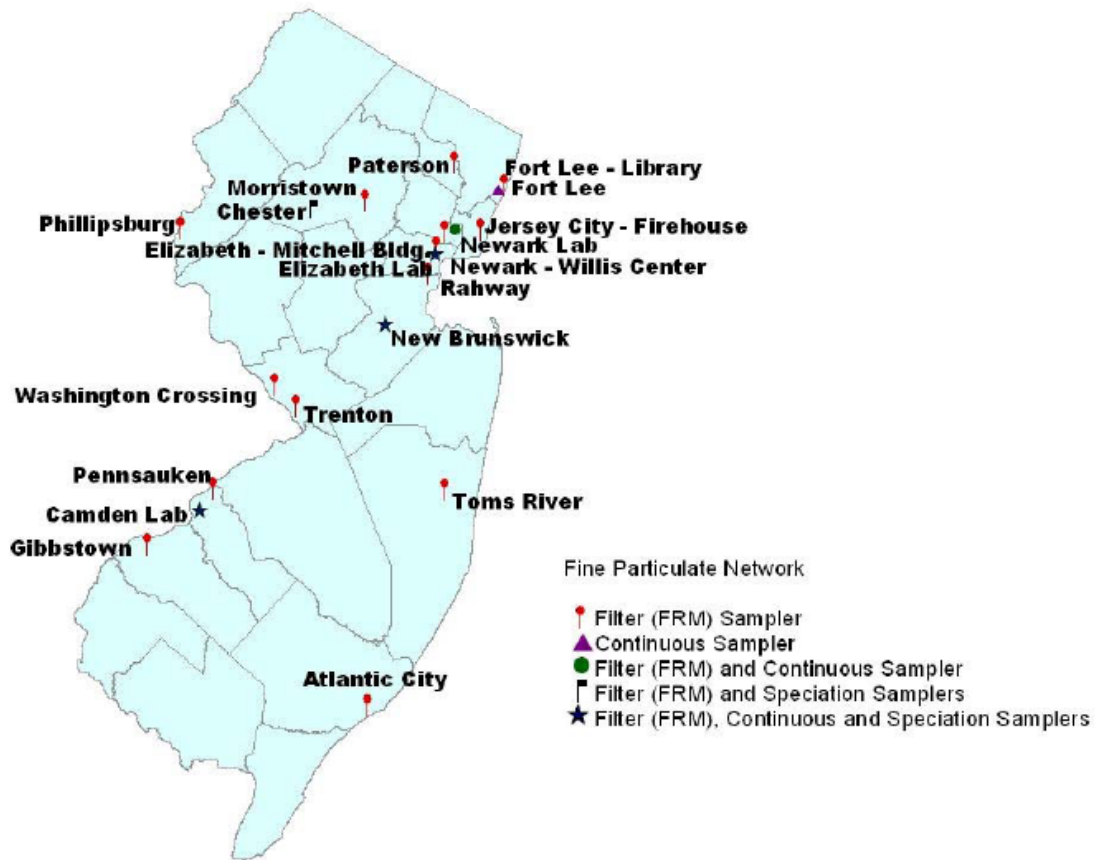 Paterson
Fort Lee - Library
Morristown
Fort Lee
Chester
Phillipsburg
Jersey City - Firehouse
Elizabeth - Mitchell Bldg.
Newark Lab
Elizabeth Lab
Newark - Willis Center
Rahway
New Brunswick
Washington Crossing
Trenton
Pennsauken
Toms River
Camden Lab
Gibbstown
Atlantic City
Fine Particulate Network
Filter (FRM) Sampler
Continuous Sampler
Filter (FRM) and Continuous Sampler
Filter (FRM) and Speciation Samplers
Filter (FRM), Continuous and Speciation Samplers